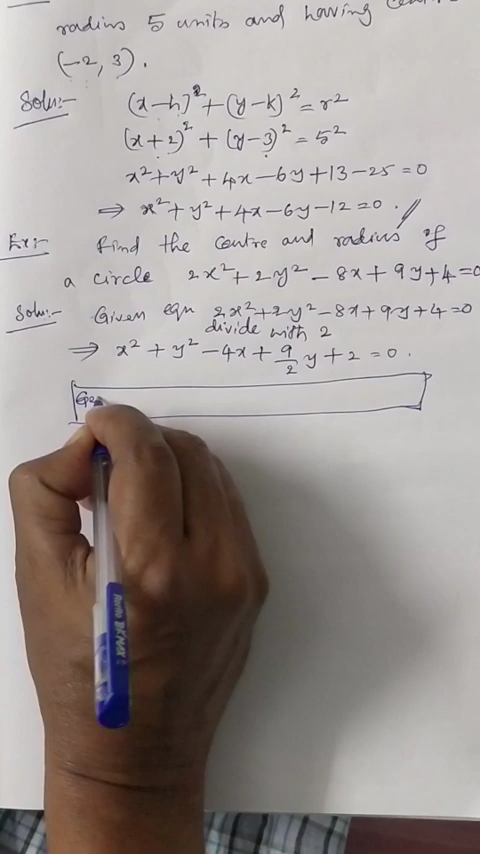 radius 5 units and having
(-2, 3).
Soln:- (x-h)² + (y-k)² = r²
(x+2)² + (y-3)² = 5²
x² + y² + 4x - 6y + 13 - 25 = 0
⇒ x² + y² + 4x - 6y - 12 = 0.
Ex:- Find the centre and radius of
a circle 2x² + 2y² - 8x + 9y + 4 = 0
Soln:- Given eqn 2x² + 2y² - 8x + 9y + 4 = 0
divide with 2
⇒ x² + y² - 4x + 9/2 y + 2 = 0.
Ge